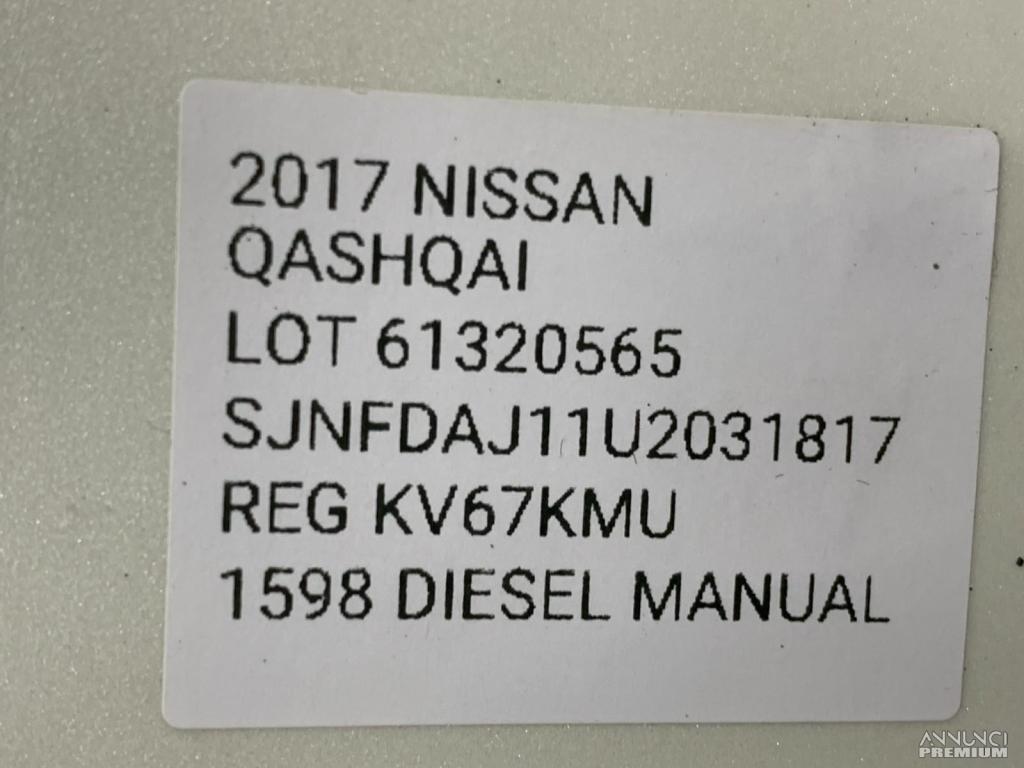 2017 NISSAN
QASHQAI
LOT 61320565
SJNFDAJ11U2031817
REG KV67KMU
1598 DIESEL MANUAL
ANNUNCI
PREMIUM